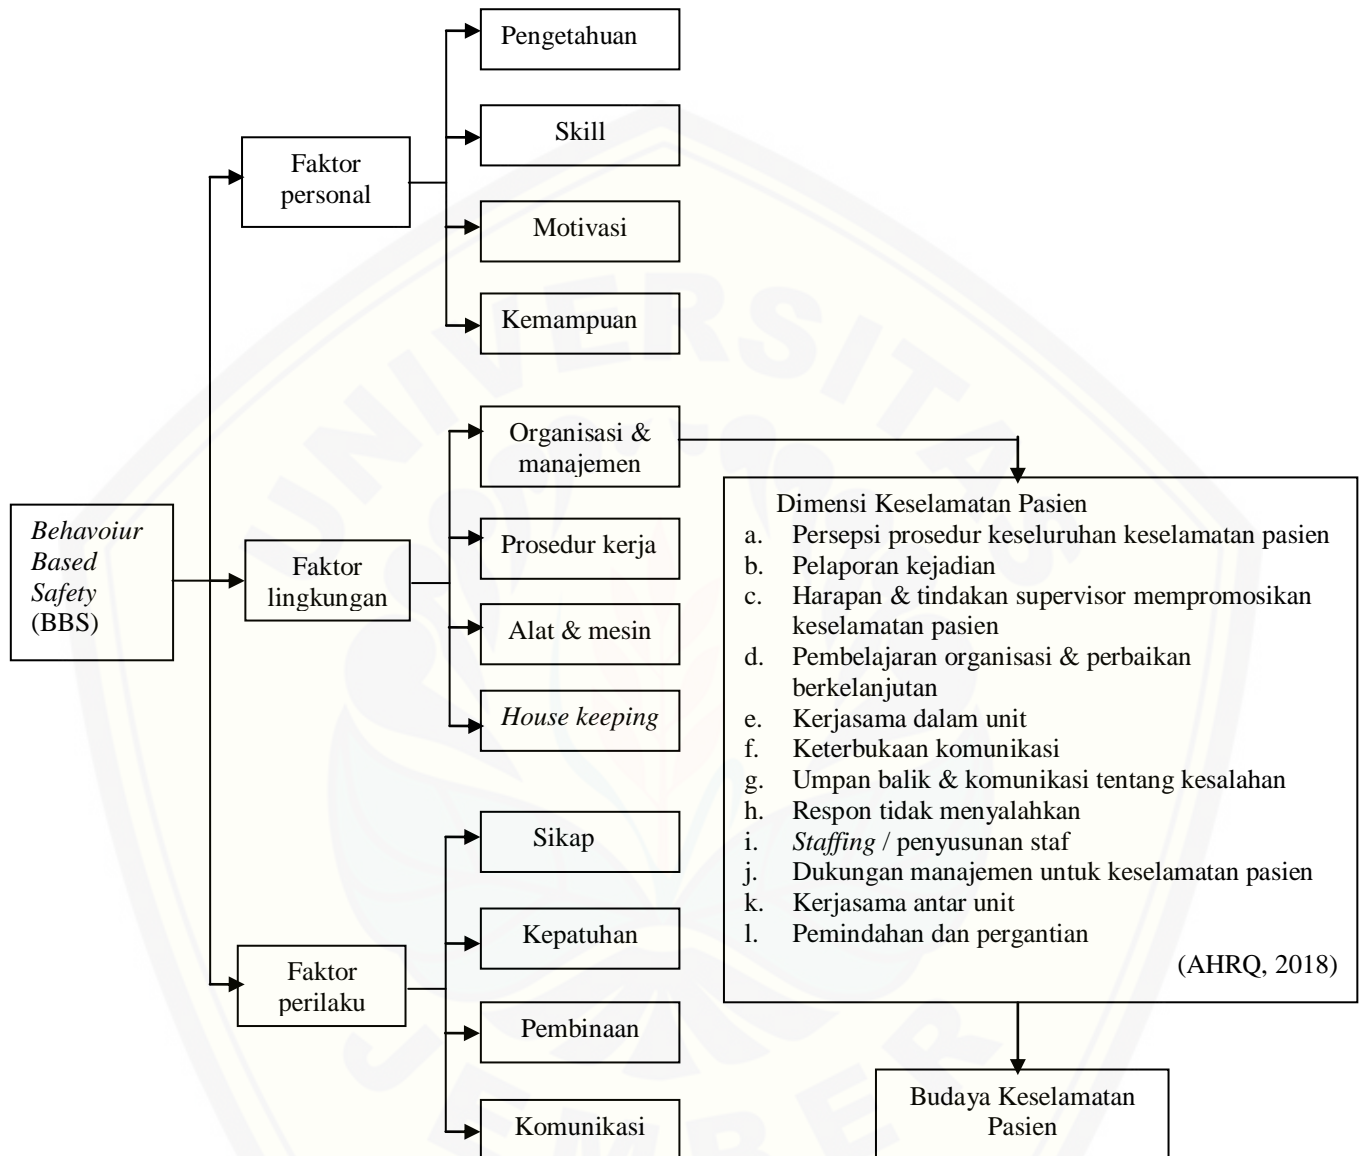 Pengetahuan
Skill
Faktor
personal
Motivasi
Kemampuan
Organisasi &
manajemen
Prosedur kerja
Behavoiur
Based
Safety
(BBS)
Faktor
lingkungan
Alat & mesin
House keeping
Sikap
Kepatuhan
Faktor
perilaku
Pembinaan
Komunikasi
Dimensi Keselamatan Pasien
a. Persepsi prosedur keseluruhan keselamatan pasien
b. Pelaporan kejadian
c. Harapan & tindakan supervisor mempromosikan
keselamatan pasien
d. Pembelajaran organisasi & perbaikan
berkelanjutan
e. Kerjasama dalam unit
f. Keterbukaan komunikasi
g. Umpan balik & komunikasi tentang kesalahan
h. Respon tidak menyalahkan
i. Staffing / penyusunan staf
j. Dukungan manajemen untuk keselamatan pasien
k. Kerjasama antar unit
l. Pemindahan dan pergantian
(AHRQ, 2018)
Budaya Keselamatan
Pasien
UNIVERSITAS
JEMBER